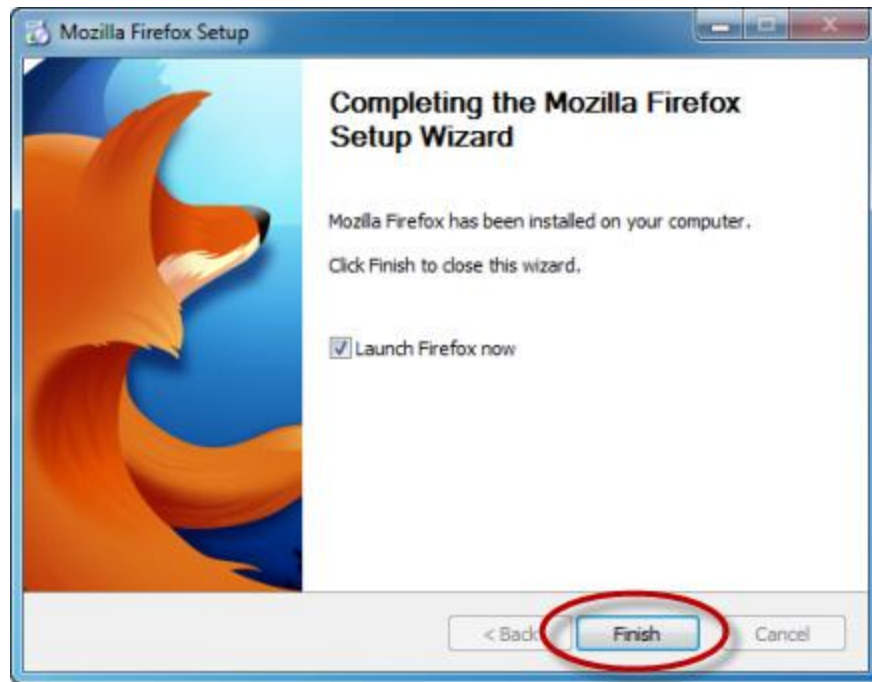 Mozilla Firefox Setup
Completing the Mozilla Firefox
Setup Wizard
Mozilla Firefox has been installed on your computer.
Click Finish to close this wizard.
Launch Firefox now
< Back
Finish
Cancel